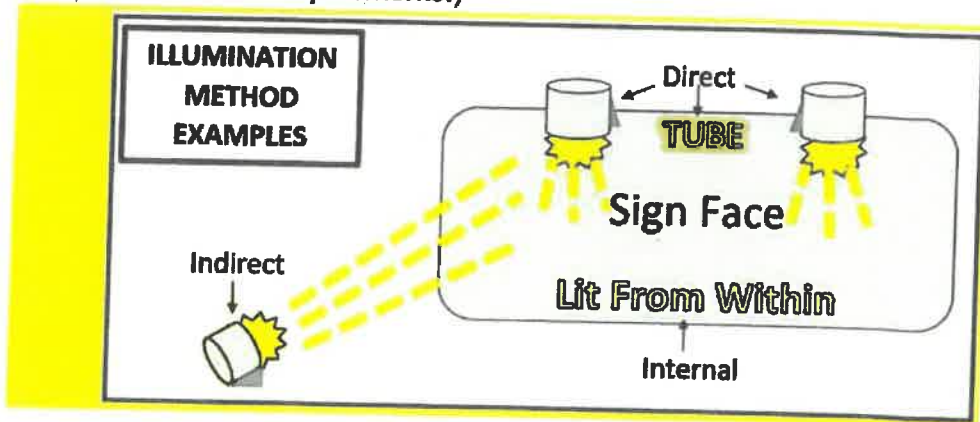 ILLUMINATION
METHOD
EXAMPLES
Direct
TUBE
Sign Face
Indirect
Lit From Within
Internal